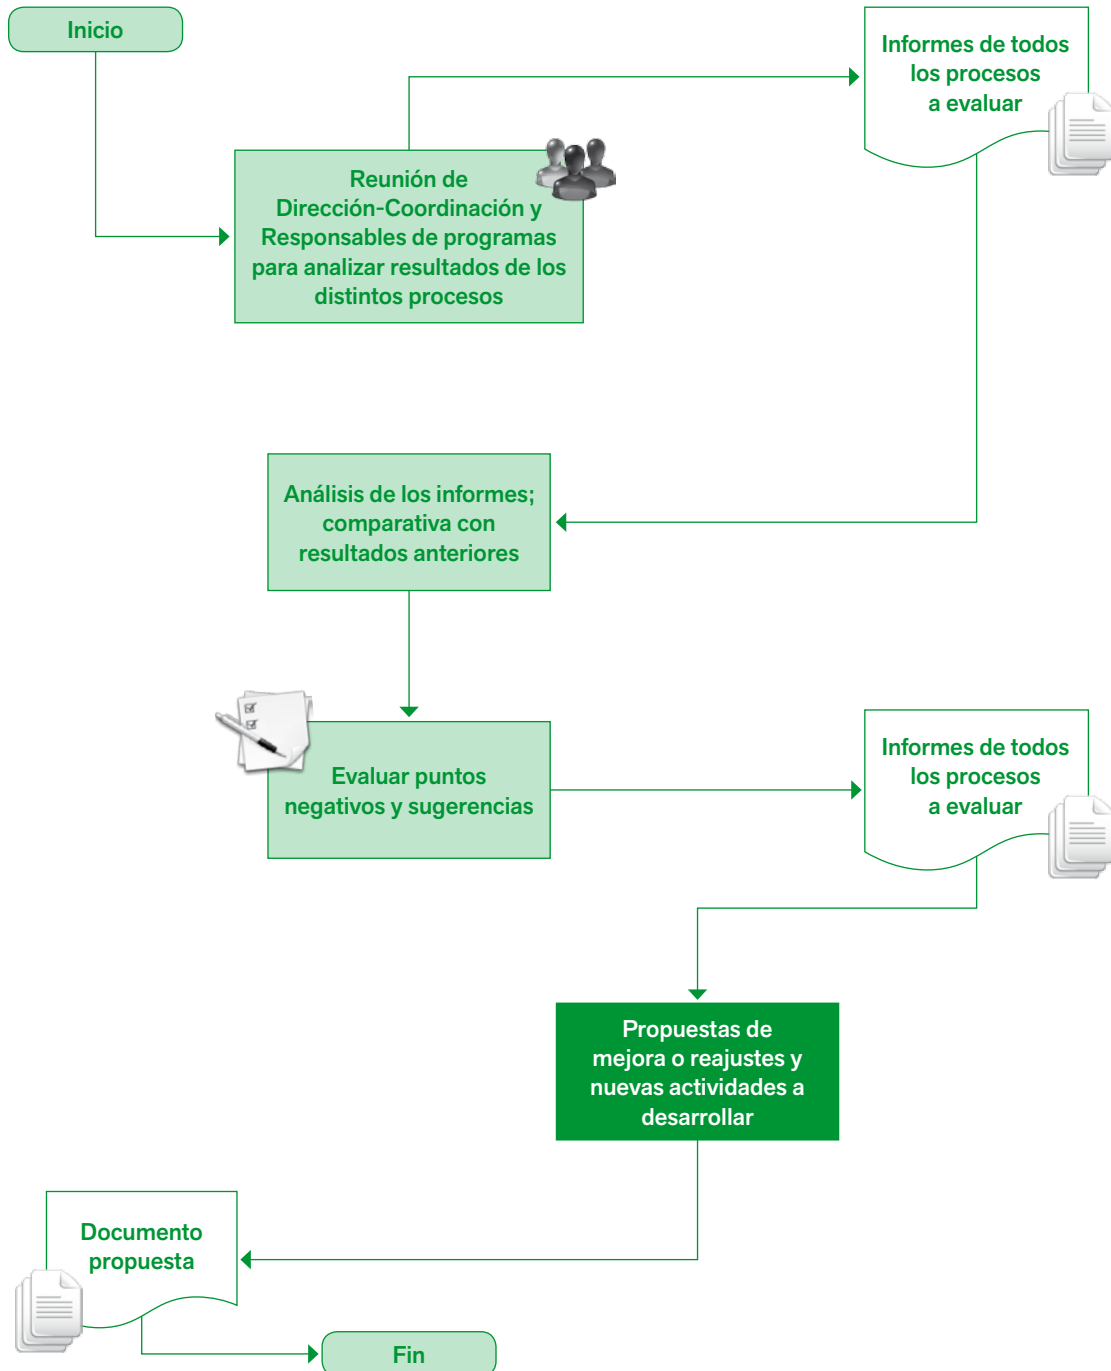 Inicio
Informes de todos
los procesos
a evaluar
Reunión de
Dirección-Coordinación y
Responsables de programas
para analizar resultados de los
distintos procesos
Análisis de los informes;
comparativa con
resultados anteriores
Evaluar puntos
negativos y sugerencias
Informes de todos
los procesos
a evaluar
Propuestas de
mejora o reajustes y
nuevas actividades a
desarrollar
Documento
propuesta
Fin